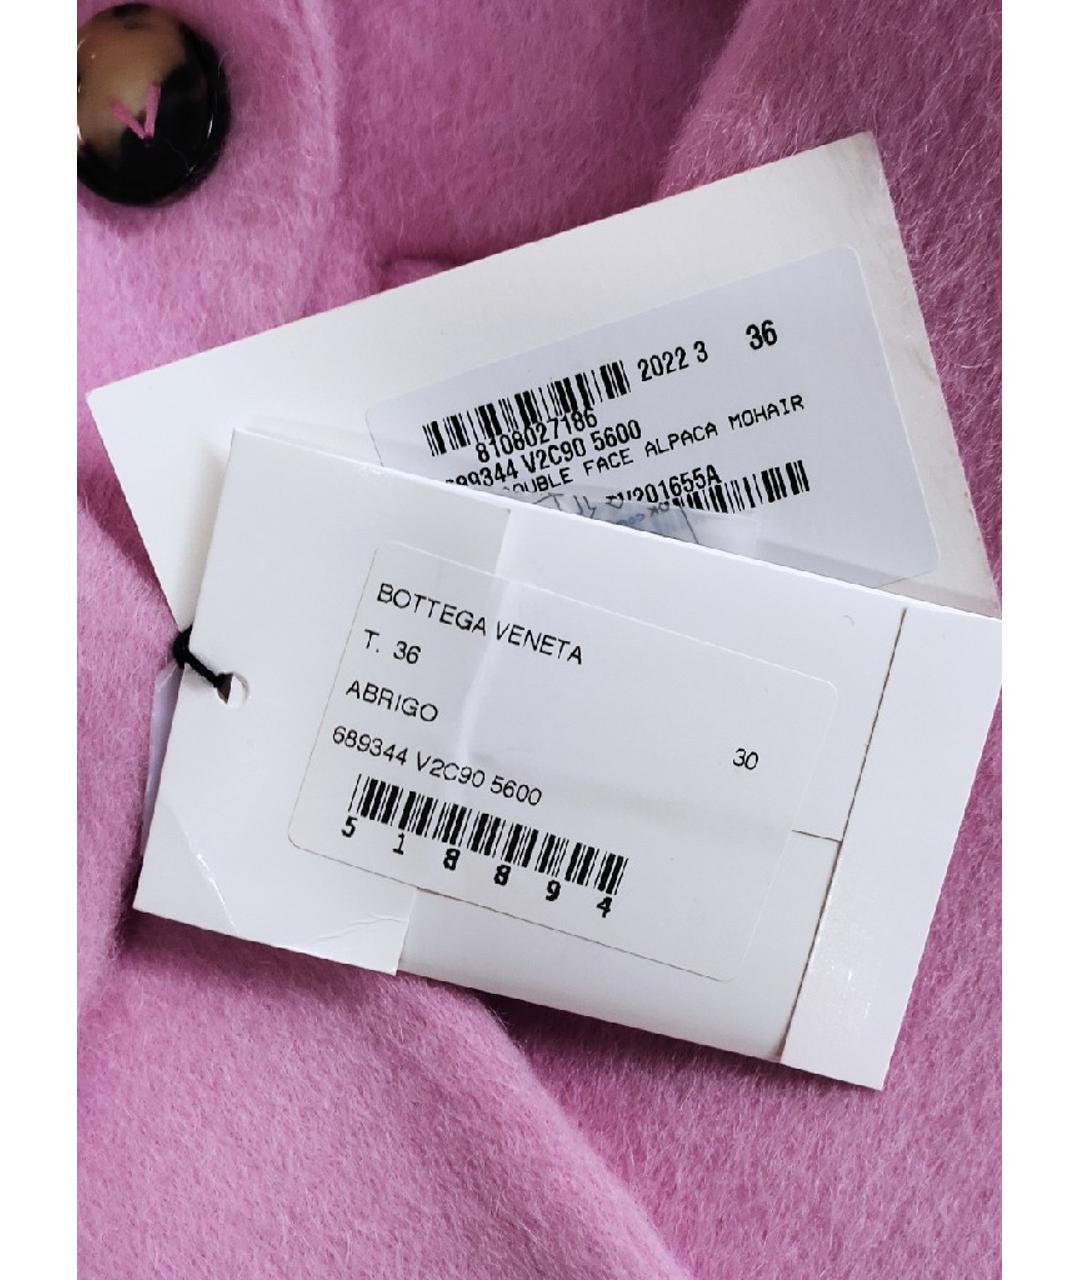 2022 3 36
8108027186
689344 V2C90 5600
DOUBLE FACE ALPACA MOHAIR
BOTTEGA VENETA
T. 36
ABRIGO
689344 V2C90 5600
30
5 1 8 8 9 4